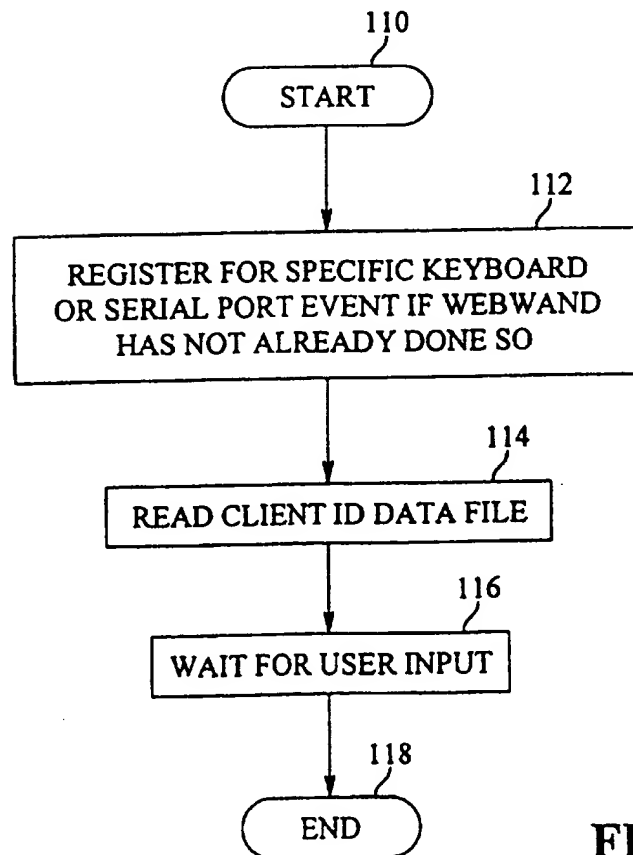 110
START
112
REGISTER FOR SPECIFIC KEYBOARD
OR SERIAL PORT EVENT IF WEBWAND
HAS NOT ALREADY DONE SO
114
READ CLIENT ID DATA FILE
116
WAIT FOR USER INPUT
118
END